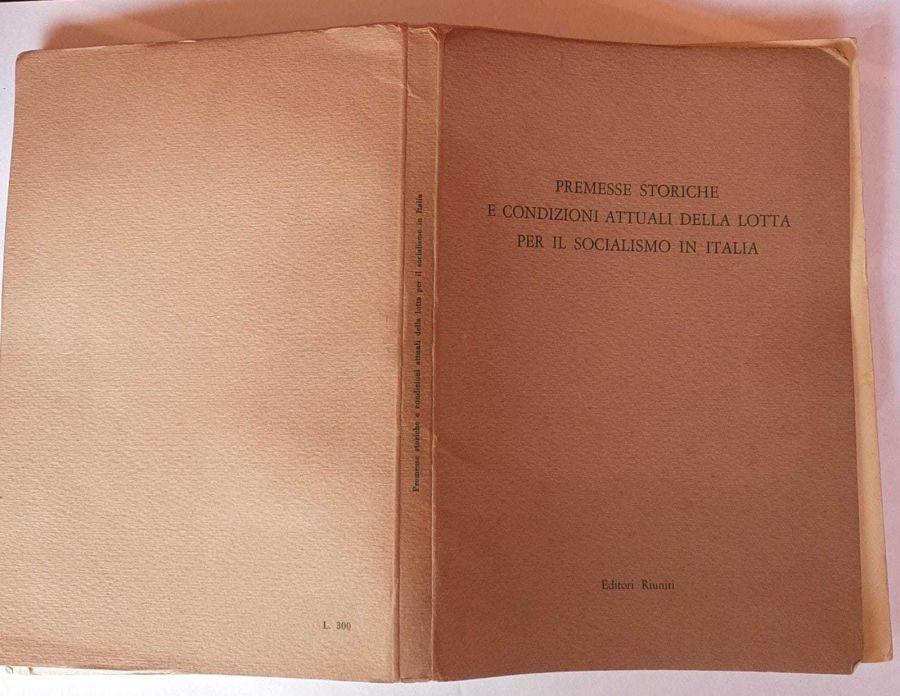 PREMESSE STORICHE
E CONDIZIONI ATTUALI DELLA LOTTA
PER IL SOCIALISMO IN ITALIA
Editori Riuniti
Premesse storiche e condizioni attuali della lotta per il socialismo in Italia
L. 300